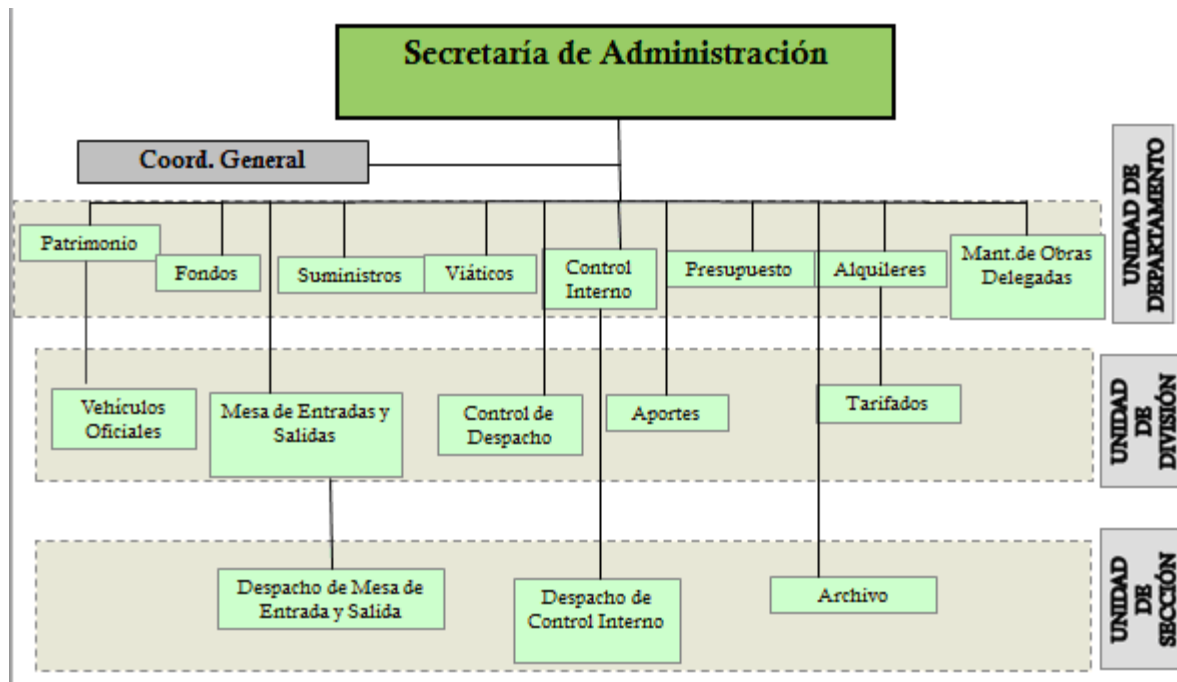 Secretaría de Administración
Coord. General
UNIDAD DE
DEPARTAMENTO
Patrimonio
Fondos
Suministros
Viáticos
Control
Interno
Presupuesto
Alquileres
Mant.de Obras
Delegadas
Vehículos
Oficiales
Mesa de Entradas y
Salidas
Control de
Despacho
Aportes
Tarifados
UNIDAD
DE
DIVISIÓN
Despacho de Mesa de
Entrada y Salida
Despacho de
Control Interno
Archivo
UNIDAD
DE
SECCIÓN